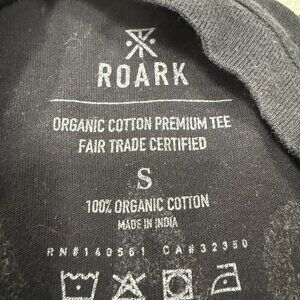 ROARK
ORGANIC COTTON PREMIUM TEE
FAIR TRADE CERTIFIED
S
100% ORGANIC COTTON
MADE IN INDIA
RN#140561 CA#32350